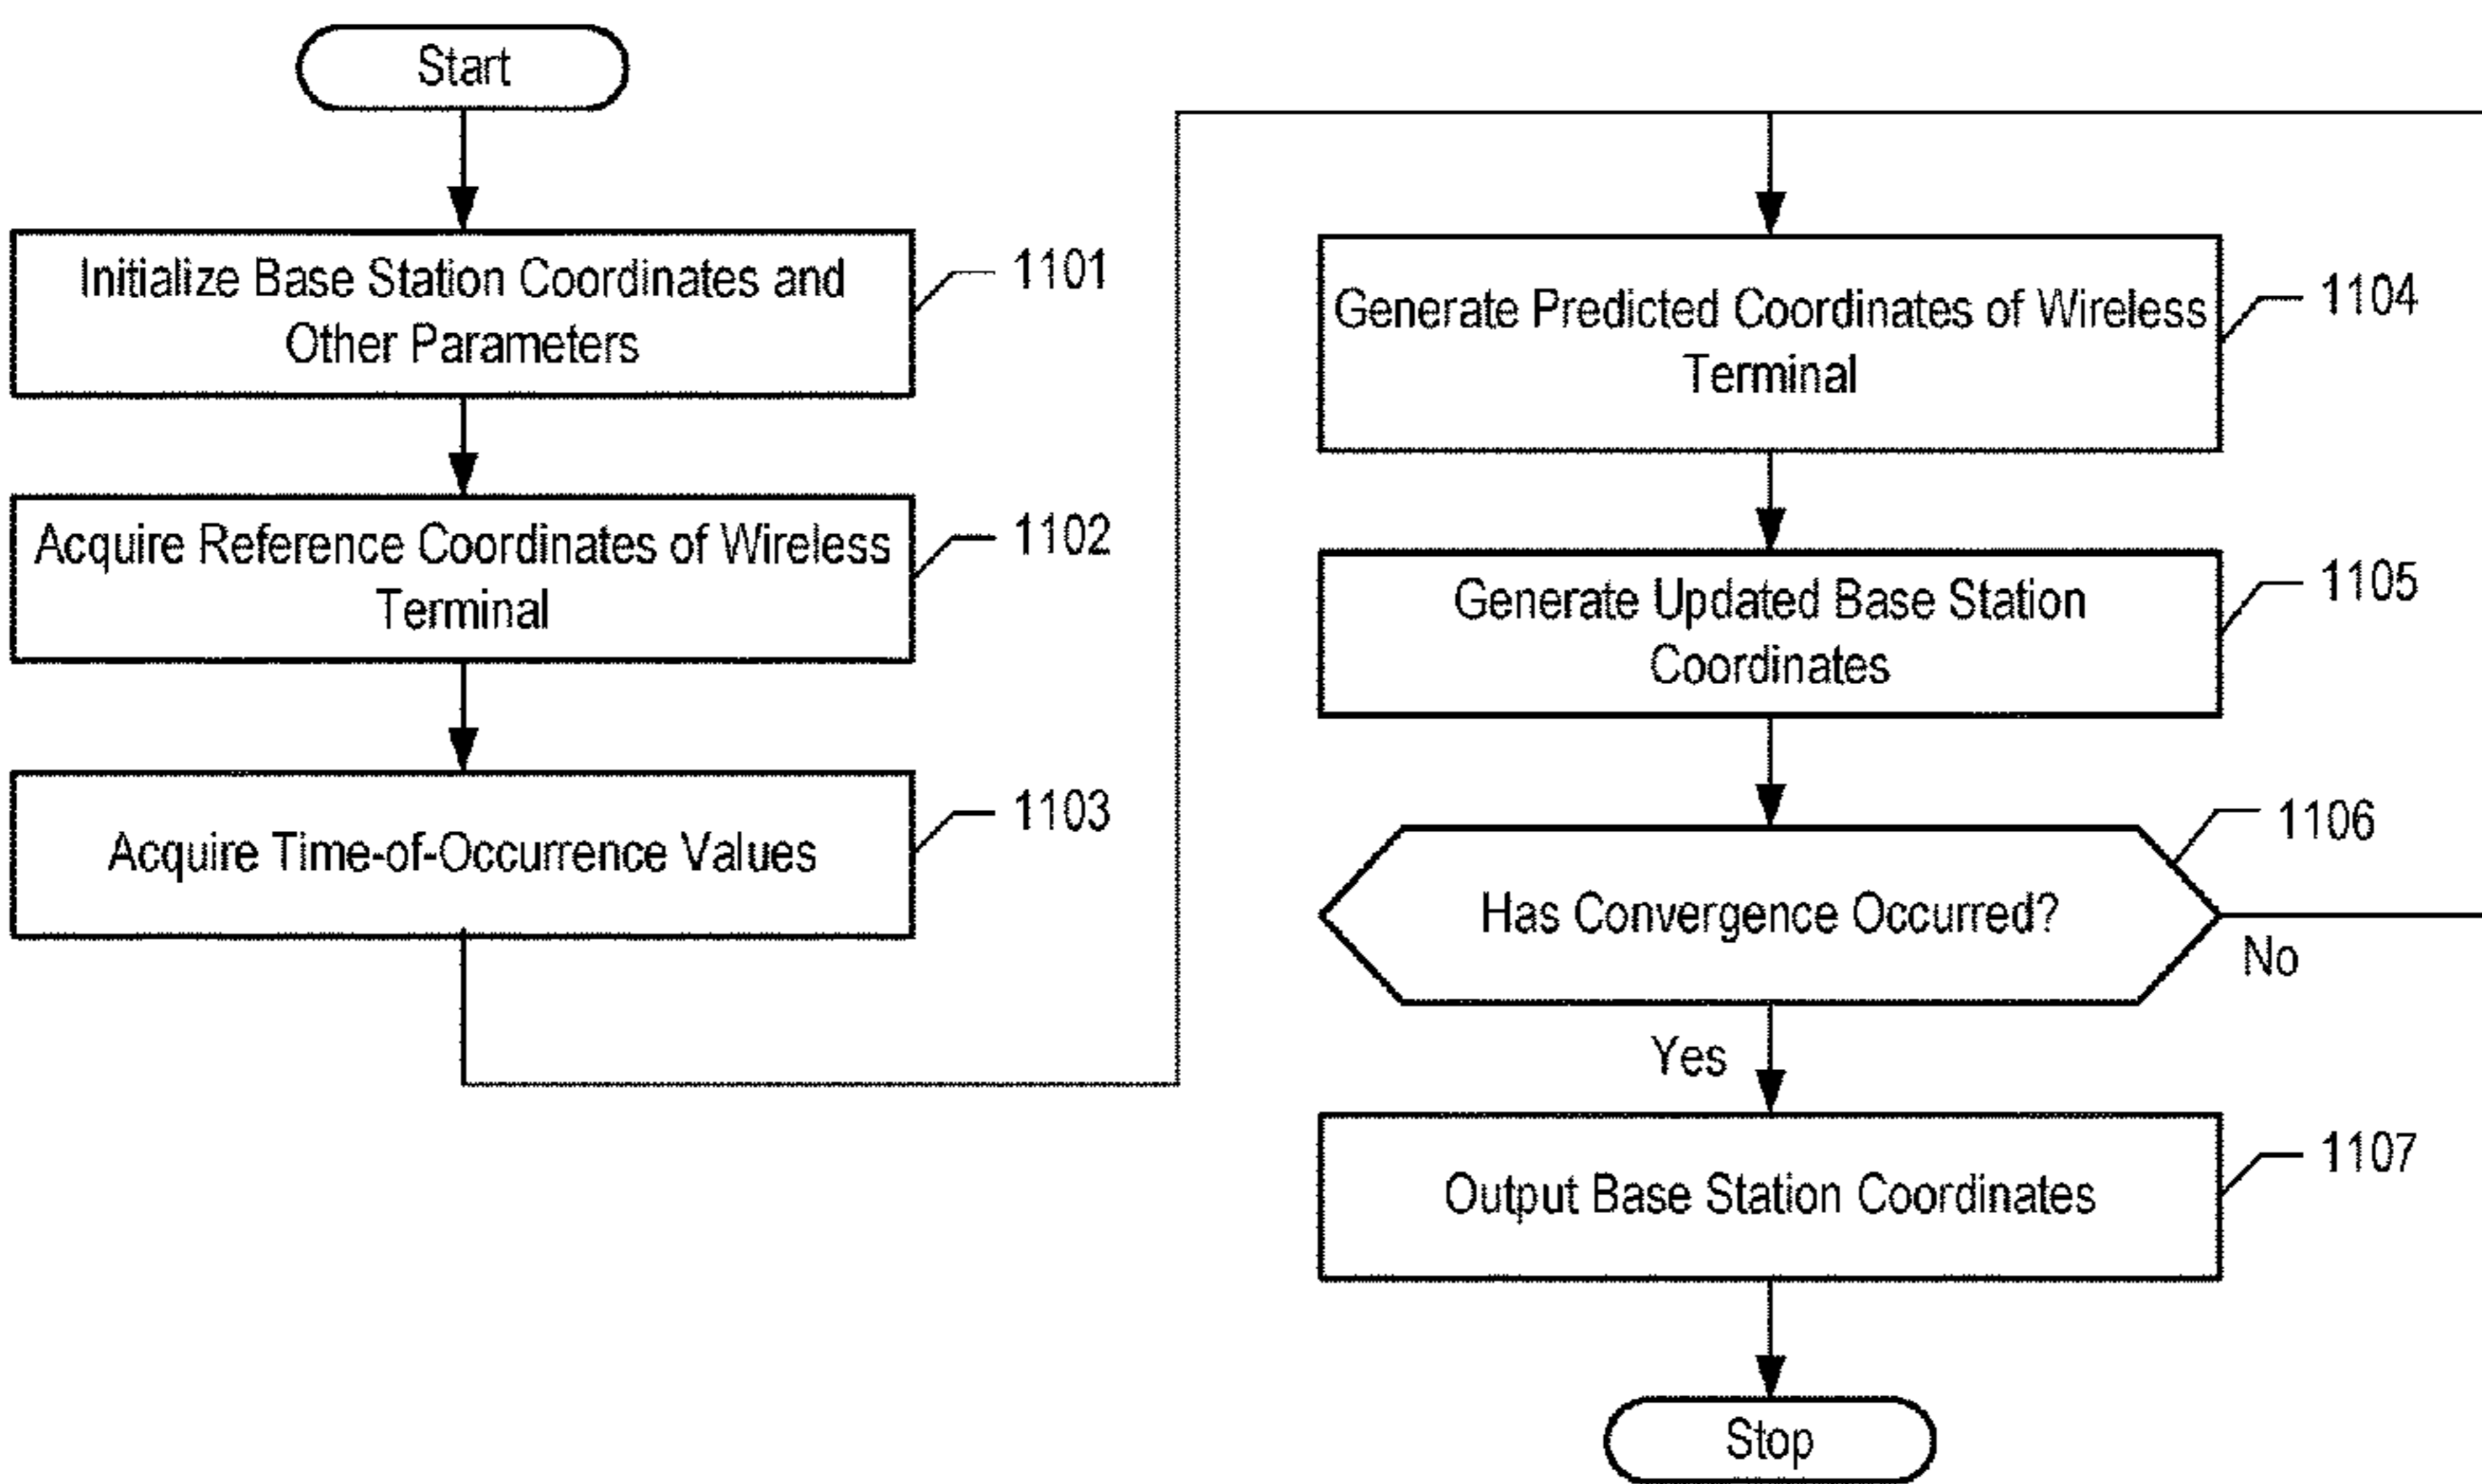 Start
Initialize Base Station Coordinates and
Other Parameters
1101
Acquire Reference Coordinates of Wireless
Terminal
1102
Acquire Time-of-Occurrence Values
1103
Generate Predicted Coordinates of Wireless
Terminal
1104
Generate Updated Base Station
Coordinates
1105
Has Convergence Occurred?
1106
No
Yes
Output Base Station Coordinates
1107
Stop